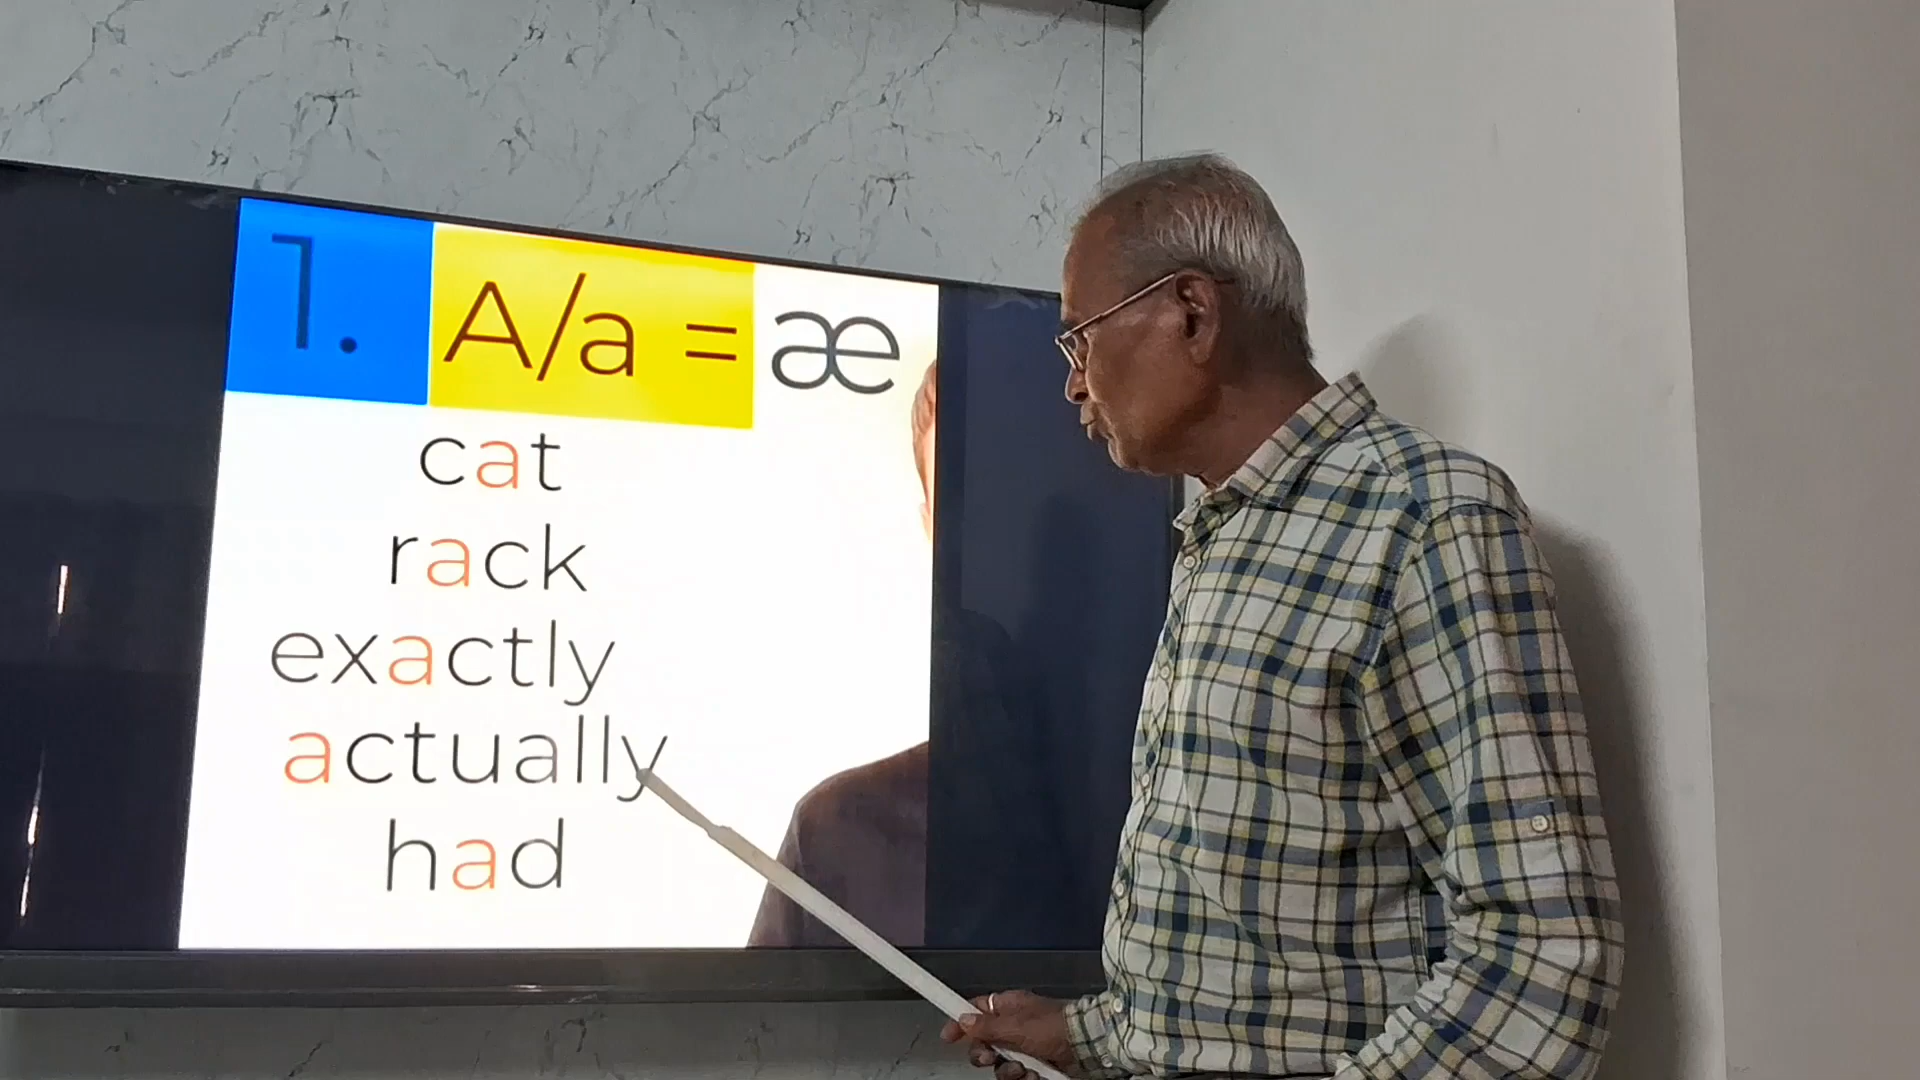 1. A/a = æ
cat
rack
exactly
actually
had